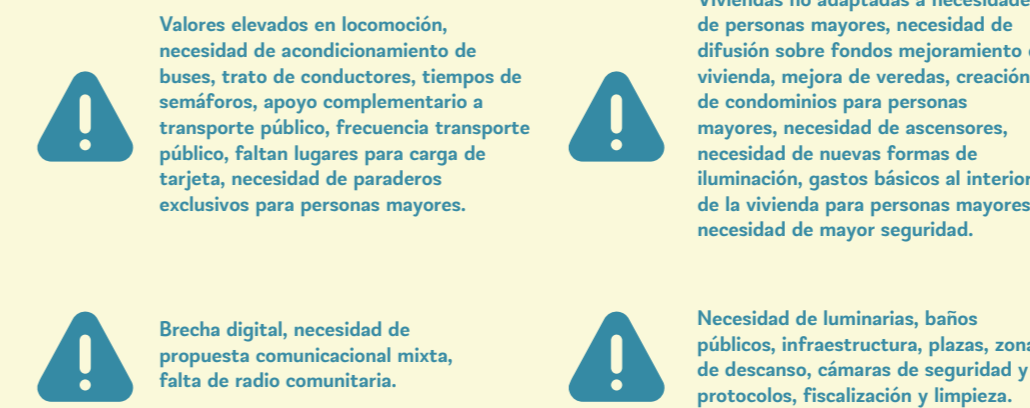 Valores elevados en locomoción,
necesidad de acondicionamiento de
buses, trato de conductores, tiempos de
semáforos, apoyo complementario a
transporte público, frecuencia transporte
público, faltan lugares para carga de
tarjeta, necesidad de paraderos
exclusivos para personas mayores.
Viviendas no adaptadas a necesidade
de personas mayores, necesidad de
difusión sobre fondos mejoramiento
vivienda, mejora de veredas, creación
de condominios para personas
mayores, necesidad de ascensores,
necesidad de nuevas formas de
iluminación, gastos básicos al interior
de la vivienda para personas mayores
necesidad de mayor seguridad.
Brecha digital, necesidad de
propuesta comunicacional mixta,
falta de radio comunitaria.
Necesidad de luminarias, baños
públicos, infraestructura, plazas, zona
de descanso, cámaras de seguridad y
protocolos, fiscalización y limpieza.